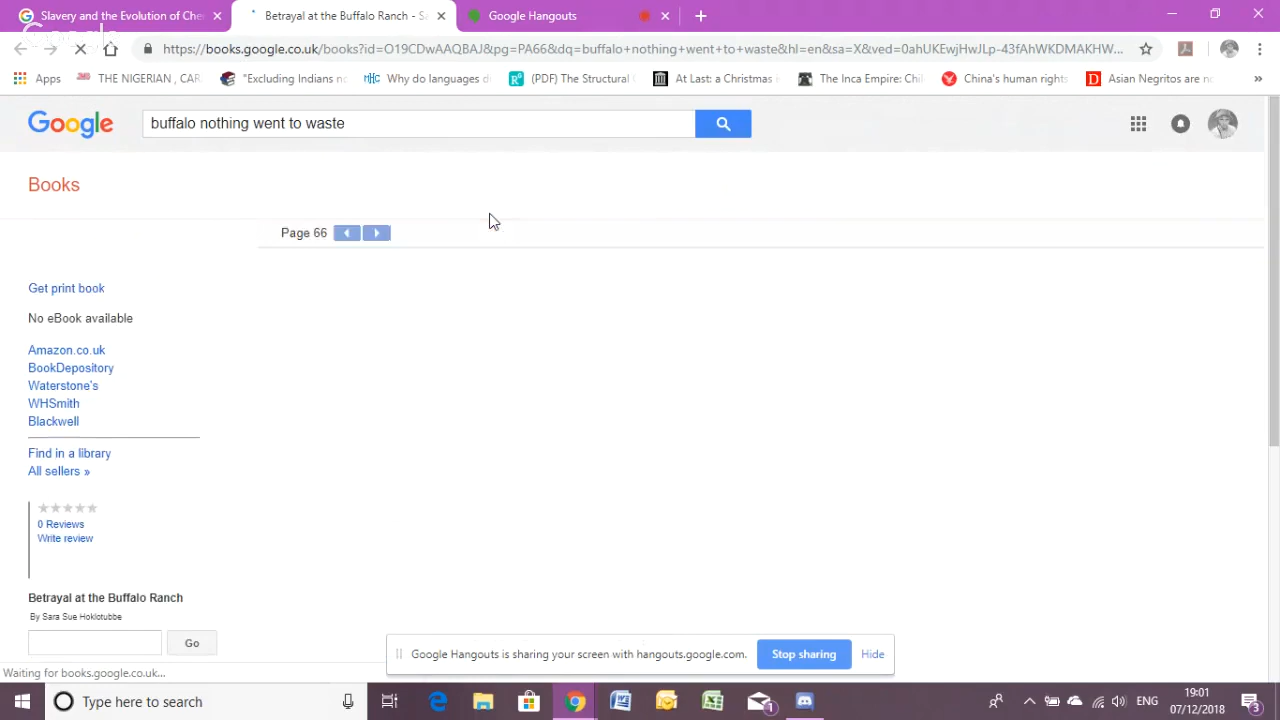 Slavery and the Evolution of Che
Betrayal at the Buffalo Ranch - Sa
Google Hangouts
https://books.google.co.uk/books?id=O19CDwAAQBAJ&pg=PA66&dq=buffalo+nothing+went+to+waste&hl=en&sa=X&ved=0ahUKEwjHwJLp-43fAhWKDMAKHW...
Apps
THE NIGERIAN , CAR
"Excluding Indians no
Why do languages di
(PDF) The Structural C
At Last: a Christmas i
The Inca Empire: Chil
China's human rights
Asian Negritos are no
Google
buffalo nothing went to waste
Books
Page 66
Get print book
No eBook available
Amazon.co.uk
BookDepository
Waterstone's
WHSmith
Blackwell
Find in a library
All sellers »
0 Reviews
Write review
Betrayal at the Buffalo Ranch
By Sara Sue Hoklotubbe
Go
Google Hangouts is sharing your screen with hangouts.google.com.
Stop sharing
Hide
Waiting for books.google.co.uk...
Type here to search
ENG
19:01
07/12/2018